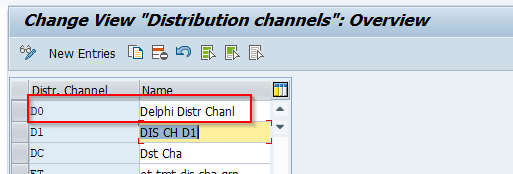 Change View "Distribution channels": Overview
New Entries
Distr. Channel Name
D0 Delphi Distr Chanl
D1 DIS CH D1
DC Dst Cha